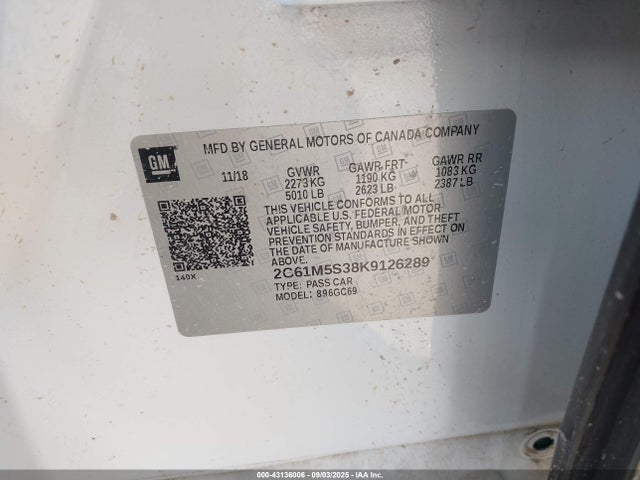 MFD BY GENERAL MOTORS OF CANADA COMPANY
GM
11/18 GVWR GAWR FRT GAWR RR
2273 KG 1190 KG 1083 KG
5010 LB 2623 LB 2387 LB
THIS VEHICLE CONFORMS TO ALL
APPLICABLE U.S. FEDERAL MOTOR
VEHICLE SAFETY, BUMPER, AND THEFT
PREVENTION STANDARDS IN EFFECT ON
THE DATE OF MANUFACTURE SHOWN
ABOVE.
140X
2C61M5S38K9126289
TYPE: PASS CAR
MODEL: 896GC69
000-43136006 - 09/03/2025 - IAA Inc.